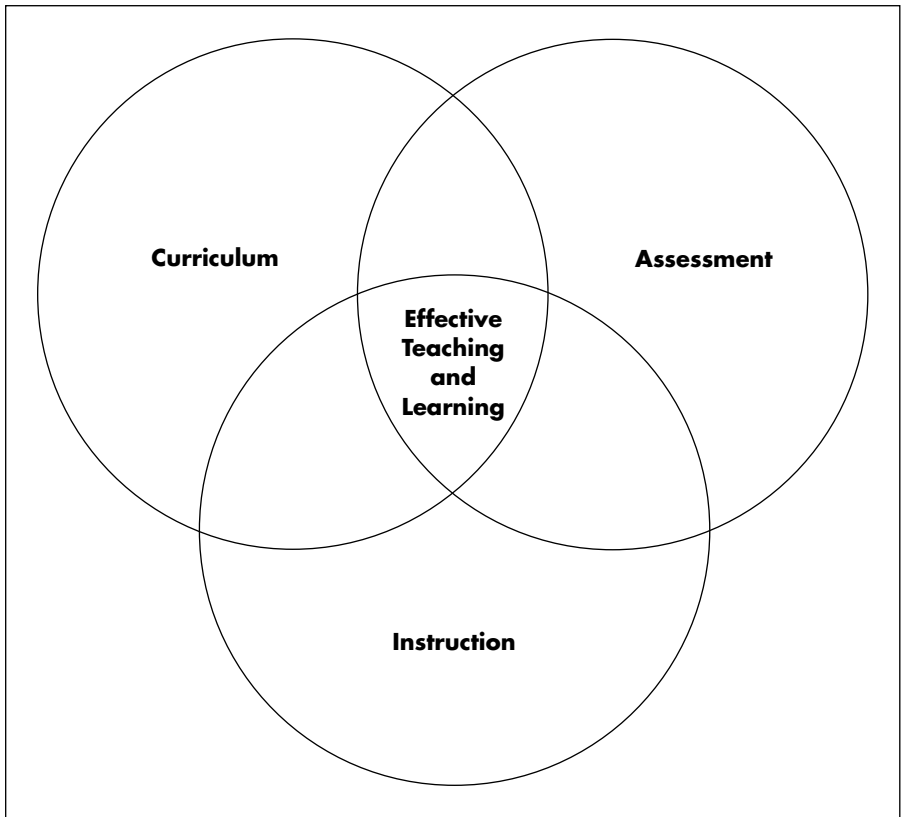 Curriculum
Assessment
Effective
Teaching
and
Learning
Instruction